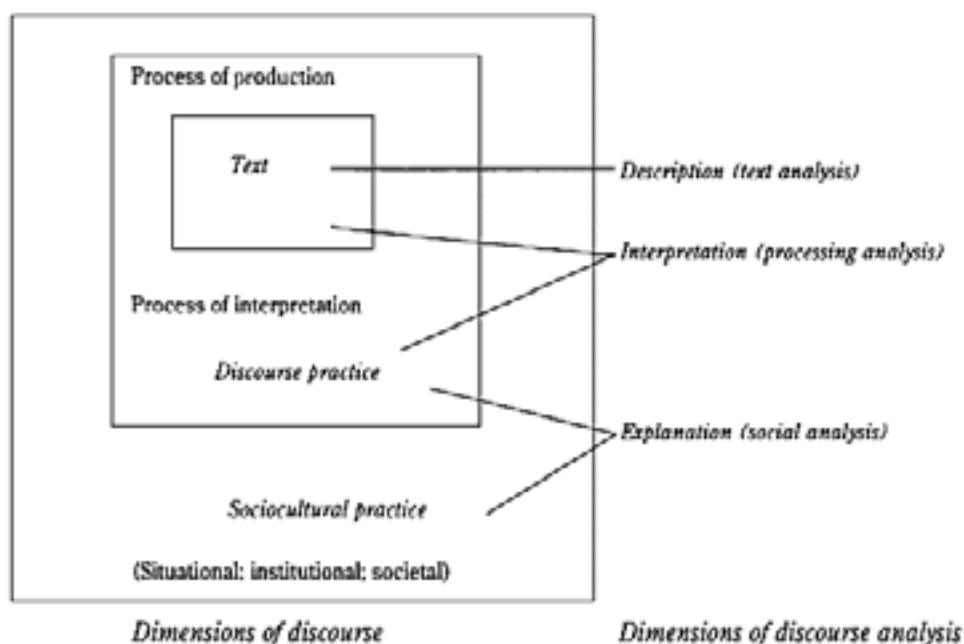 Process of production
Text
Description (text analysis)
Interpretation (processing analysis)
Process of interpretation
Discourse practice
Explanation (social analysis)
Sociocultural practice
(Situational; institutional; societal)
Dimensions of discourse
Dimensions of discourse analysis